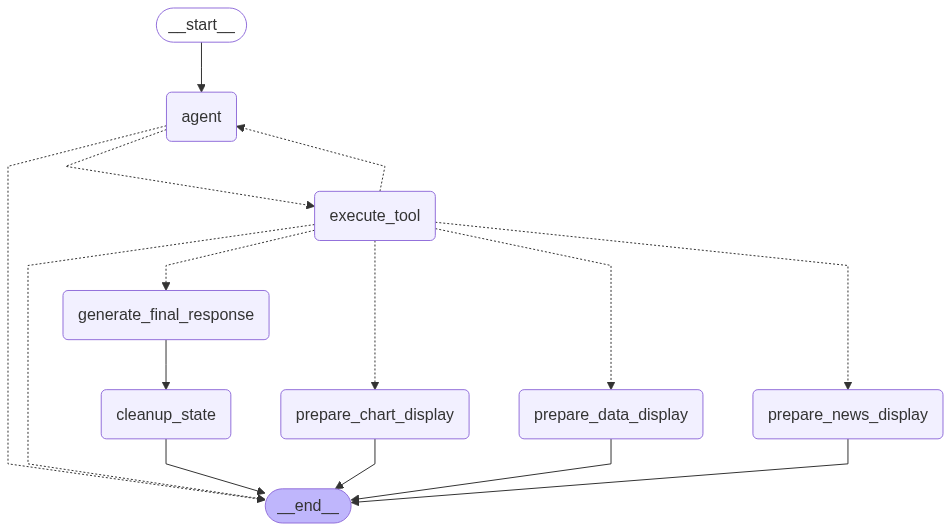 __start__
agent
execute_tool
generate_final_response
cleanup_state
prepare_chart_display
prepare_data_display
prepare_news_display
__end__